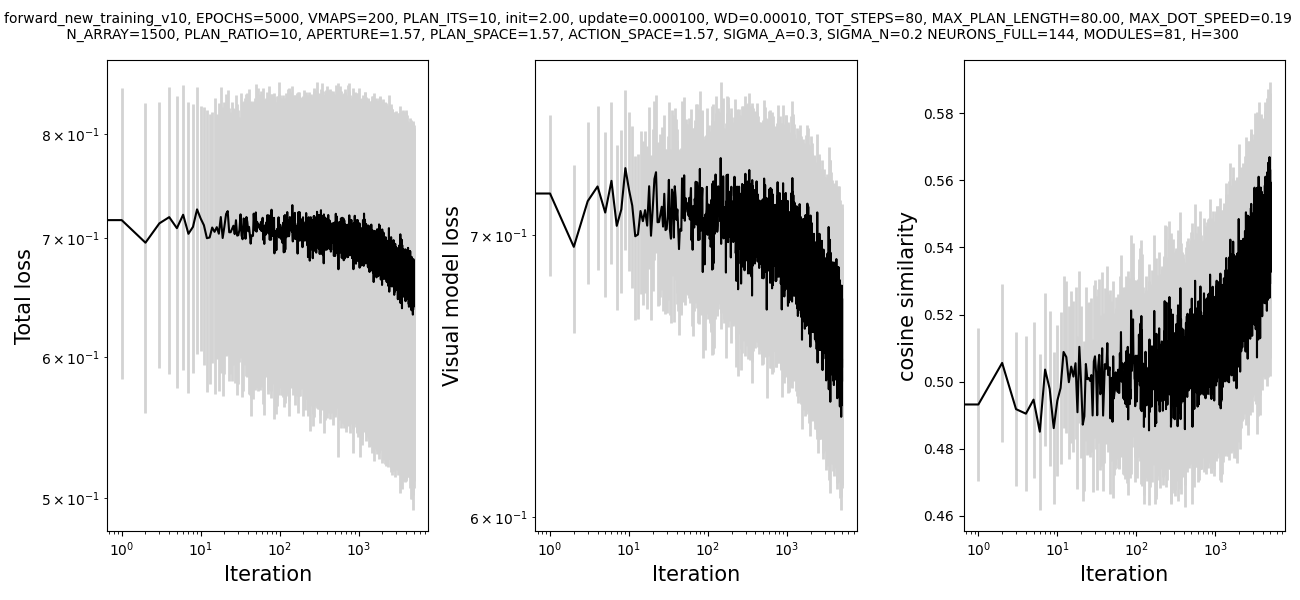 forward_new_training_v10, EPOCHS=5000, VMAPS=200, PLAN_ITS=10, init=2.00, update=0.000100, WD=0.00010, TOT_STEPS=80, MAX_PLAN_LENGTH=80.00, MAX_DOT_SPEED=0.19
N_ARRAY=1500, PLAN_RATIO=10, APERTURE=1.57, PLAN_SPACE=1.57, ACTION_SPACE=1.57, SIGMA_A=0.3, SIGMA_N=0.2 NEURONS_FULL=144, MODULES=81, H=300
Total loss
8 × 10⁻¹
7 × 10⁻¹
6 × 10⁻¹
5 × 10⁻¹
10⁰ 10¹ 10² 10³
Iteration
Visual model loss
7 × 10⁻¹
6 × 10⁻¹
10⁰ 10¹ 10² 10³
Iteration
cosine similarity
0.58
0.56
0.54
0.52
0.50
0.48
0.46
10⁰ 10¹ 10² 10³
Iteration